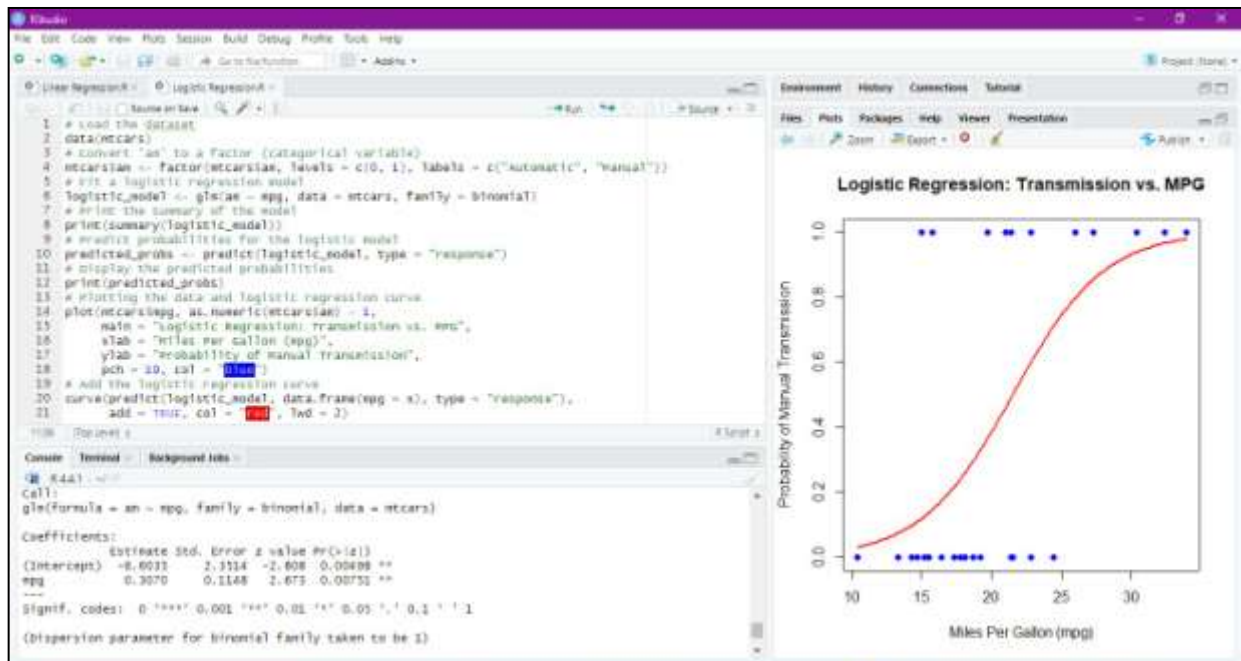 RStudio
File Edit Code View Plots Session Build Debug Profile Tools Help
Go to file/function Addins
Project: (None)
Linear Regression.R Logistic Regression.R
Source on Save Run Source
1 # Load the dataset
2 data(mtcars)
3 # Convert 'am' to a factor (categorical variable)
4 mtcars$am <- factor(mtcars$am, levels = c(0, 1), labels = c("Automatic", "Manual"))
5 # Fit a logistic regression model
6 logistic_model <- glm(am ~ mpg, data = mtcars, family = binomial)
7 # Print the summary of the model
8 print(summary(logistic_model))
9 # Predict probabilities for the logistic model
10 predicted_probs <- predict(logistic_model, type = "response")
11 # Display the predicted probabilities
12 print(predicted_probs)
13 # Plotting the data and logistic regression curve
14 plot(mtcars$mpg, as.numeric(mtcars$am) - 1,
15 main = "Logistic Regression: Transmission vs. MPG",
16 xlab = "Miles Per Gallon (mpg)",
17 ylab = "Probability of Manual Transmission",
18 pch = 19, col = "blue")
19 # Add the logistic regression curve
20 curve(predict(logistic_model, data.frame(mpg = x), type = "response"),
21 add = TRUE, col = "red", lwd = 2)
(Top Level) R Script
Console Terminal Background Jobs
R 4.4.1
Call:
glm(formula = am ~ mpg, family = binomial, data = mtcars)
Coefficients:
Estimate Std. Error z value Pr(>|z|)
(Intercept) -6.6035 2.3514 -2.808 0.00498 **
mpg 0.3070 0.1148 2.673 0.00751 **
---
Signif. codes: 0 '***' 0.001 '**' 0.01 '*' 0.05 '.' 0.1 ' ' 1
(Dispersion parameter for binomial family taken to be 1)
Environment History Connections Tutorial
Files Plots Packages Help Viewer Presentation
Zoom Export Publish
Logistic Regression: Transmission vs. MPG
Probability of Manual Transmission
1.0
0.8
0.6
0.4
0.2
0.0
10 15 20 25 30
Miles Per Gallon (mpg)